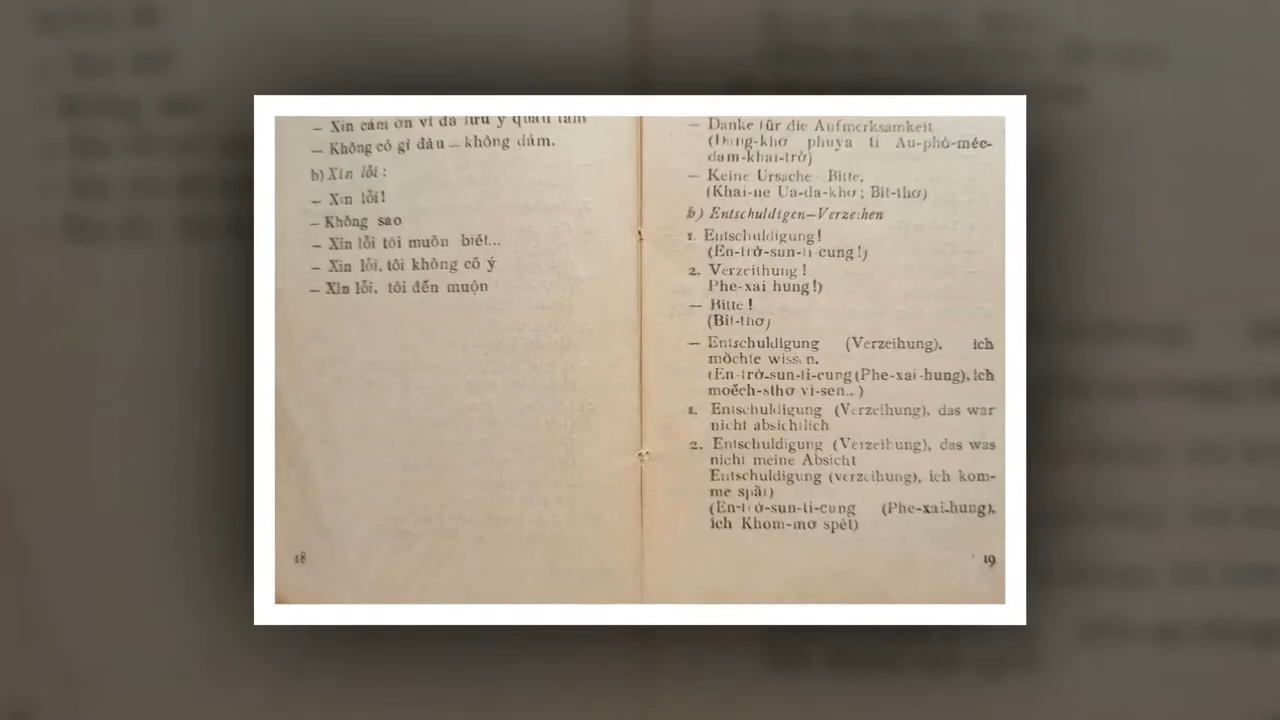 – Xin cám ơn vì đã lưu ý quan tâm
– Không có gì đâu – không dám.
b) Xin lỗi :
– Xin lỗi!
– Không sao
– Xin lỗi tôi muốn biết...
– Xin lỗi, tôi không cố ý
– Xin lỗi, tôi đến muộn
18
– Danke für die Aufmerksamkeit
(Đang-khơ phuya đi Au-phờ-méc-
dam-khai-trờ)
– Keine Ursache - Bitte.
(Khai-ne Ua-da-khơ ; Bit-thơ)
b) Entschuldigen–Verzeihen
1. Entschuldigung !
(En-trờ-sun-ti-cung !)
2. Verzeithung !
Phe-xai hung !)
— Bitte !
(Bit-thơ)
— Entschuldigung (Verzeihung), ich
möchte wissen.
(En-trờ-sun-ti-cung (Phe-xai-hung), ich
moéch-sthơ vi-sen.. )
1. Entschuldigung (Verzeihung), das war
nicht absichtlich
2. Entschuldigung (Verzeihung), das was
nicht meine Absicht
Entschuldigung (verzeihung), ich kom-
me spät)
(En-trờ-sun-ti-cung (Phe-xai-hung),
ich Khom-mơ spèt)
19